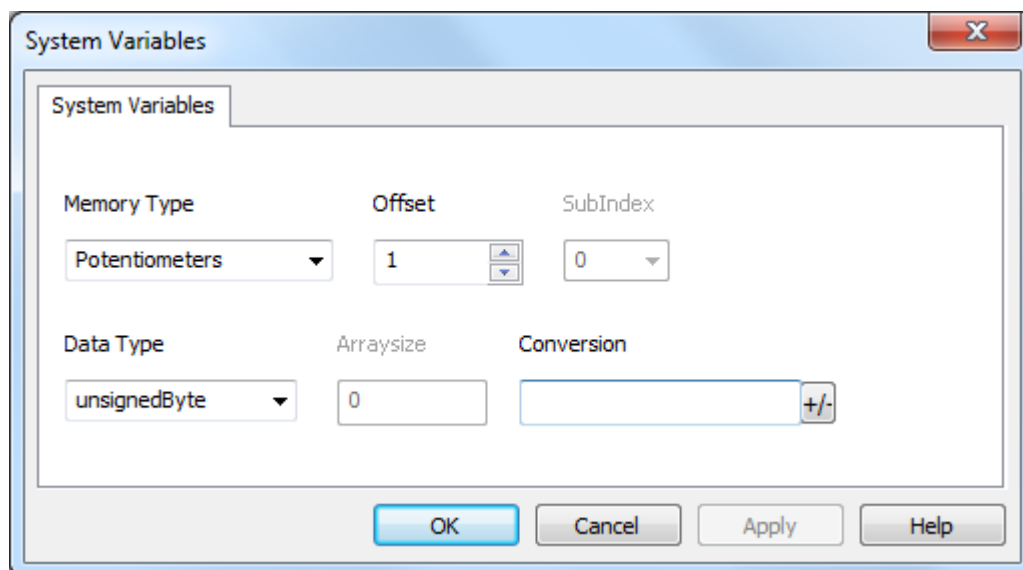 System Variables
System Variables
Memory Type Offset SubIndex
Potentiometers 1 0
Data Type Arraysize Conversion
unsignedByte 0 +/-
OK Cancel Apply Help